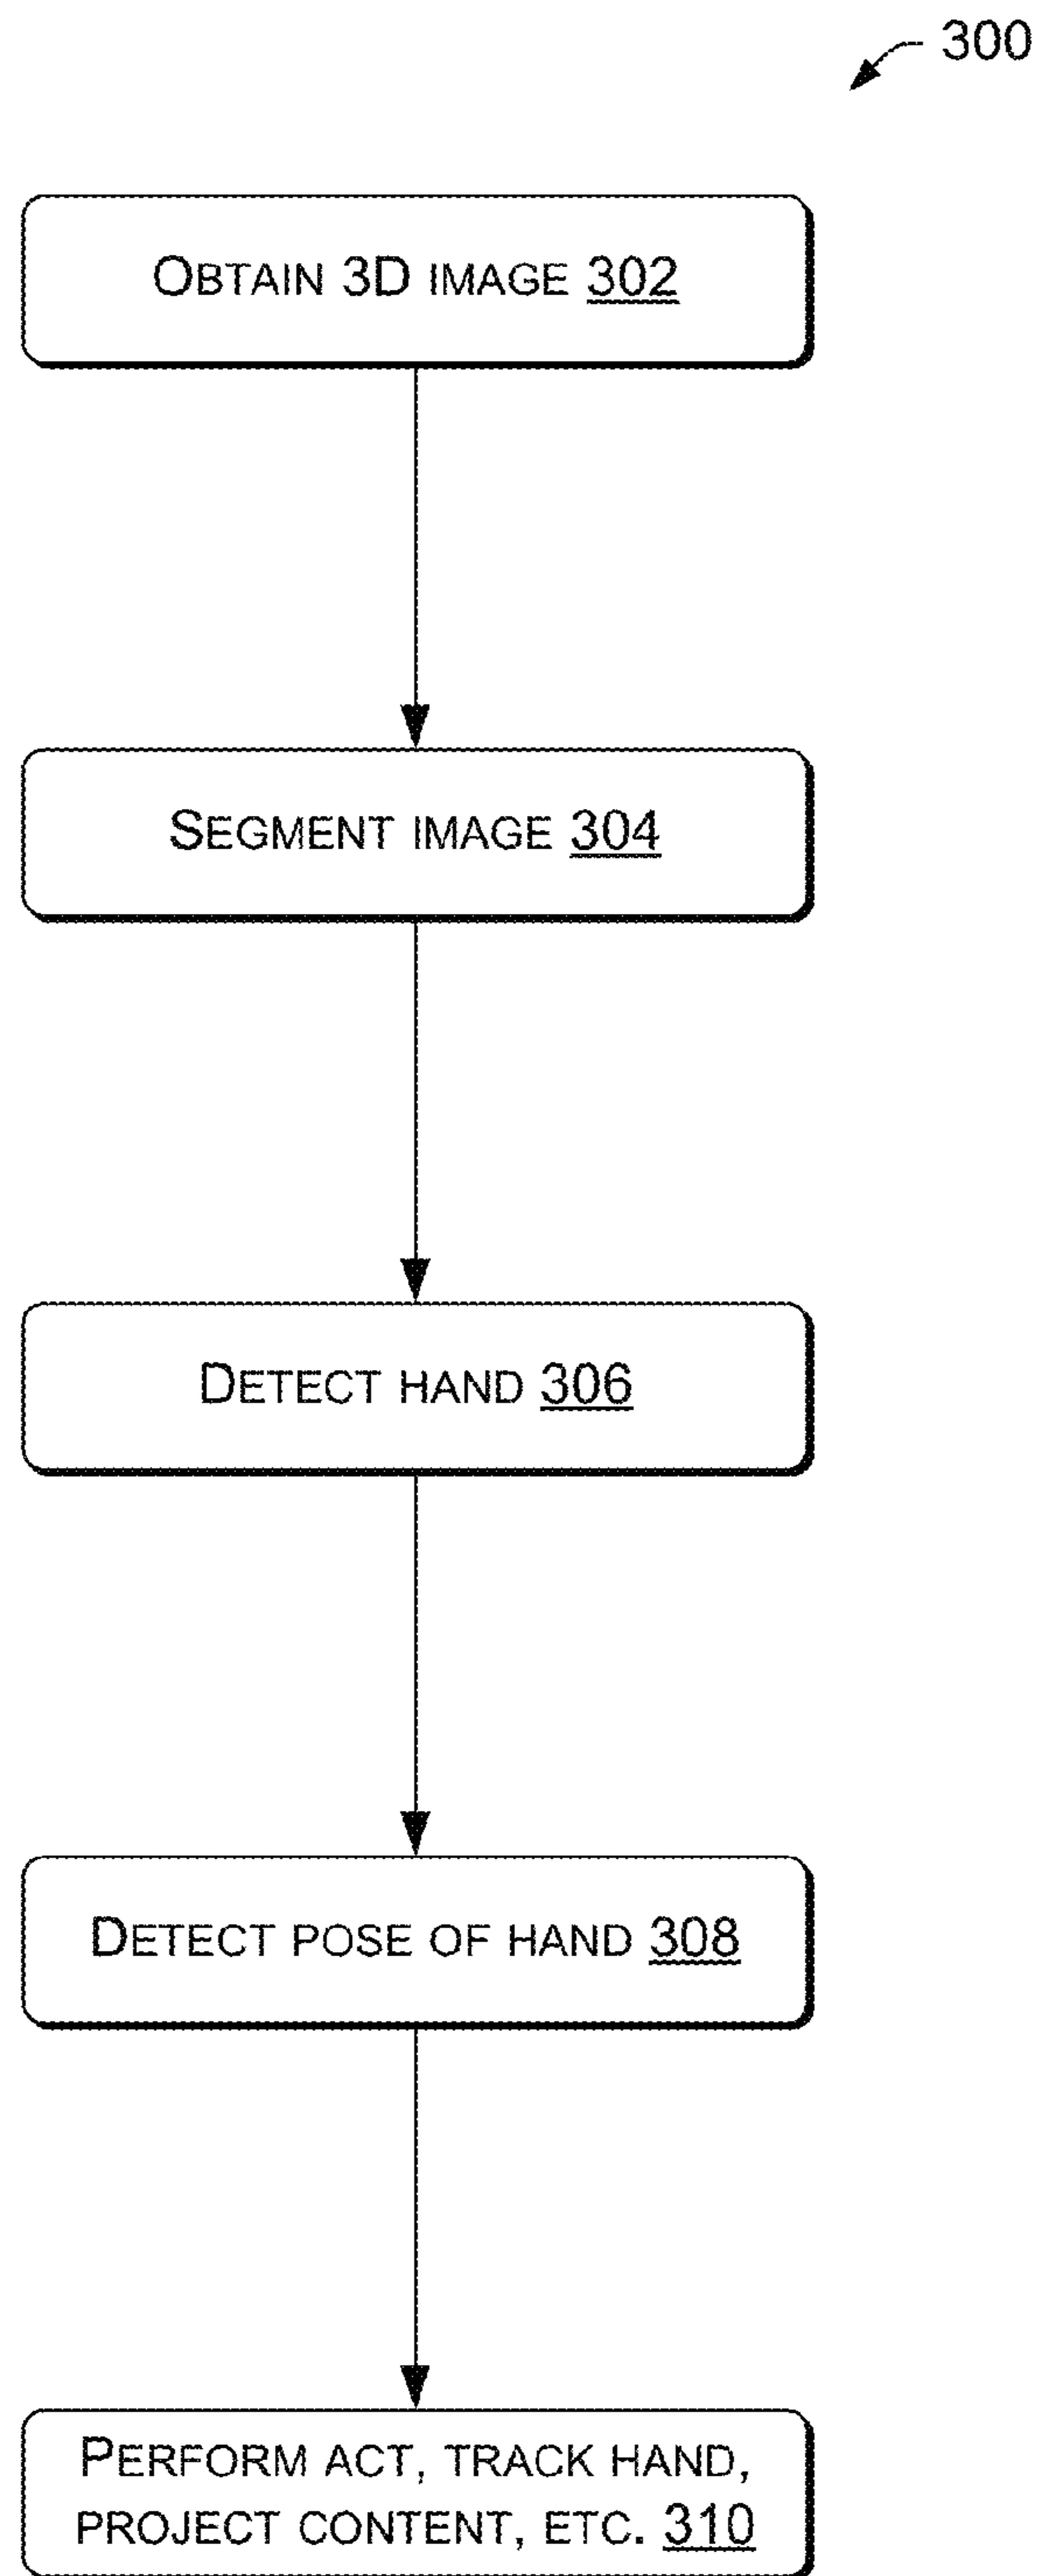 300
OBTAIN 3D IMAGE 302
SEGMENT IMAGE 304
DETECT HAND 306
DETECT POSE OF HAND 308
PERFORM ACT, TRACK HAND,
PROJECT CONTENT, ETC. 310